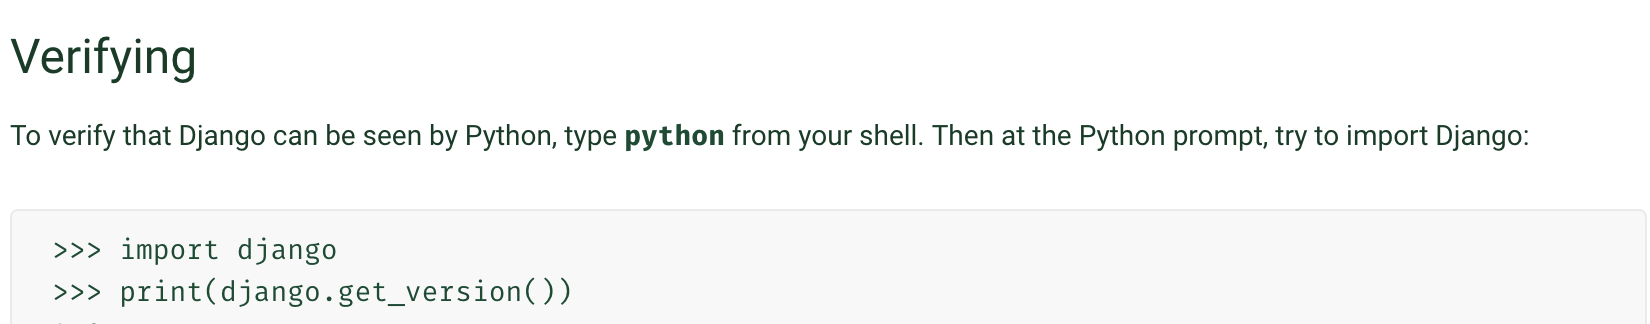 Verifying
To verify that Django can be seen by Python, type python from your shell. Then at the Python prompt, try to import Django:
>>> import django
>>> print(django.get_version())